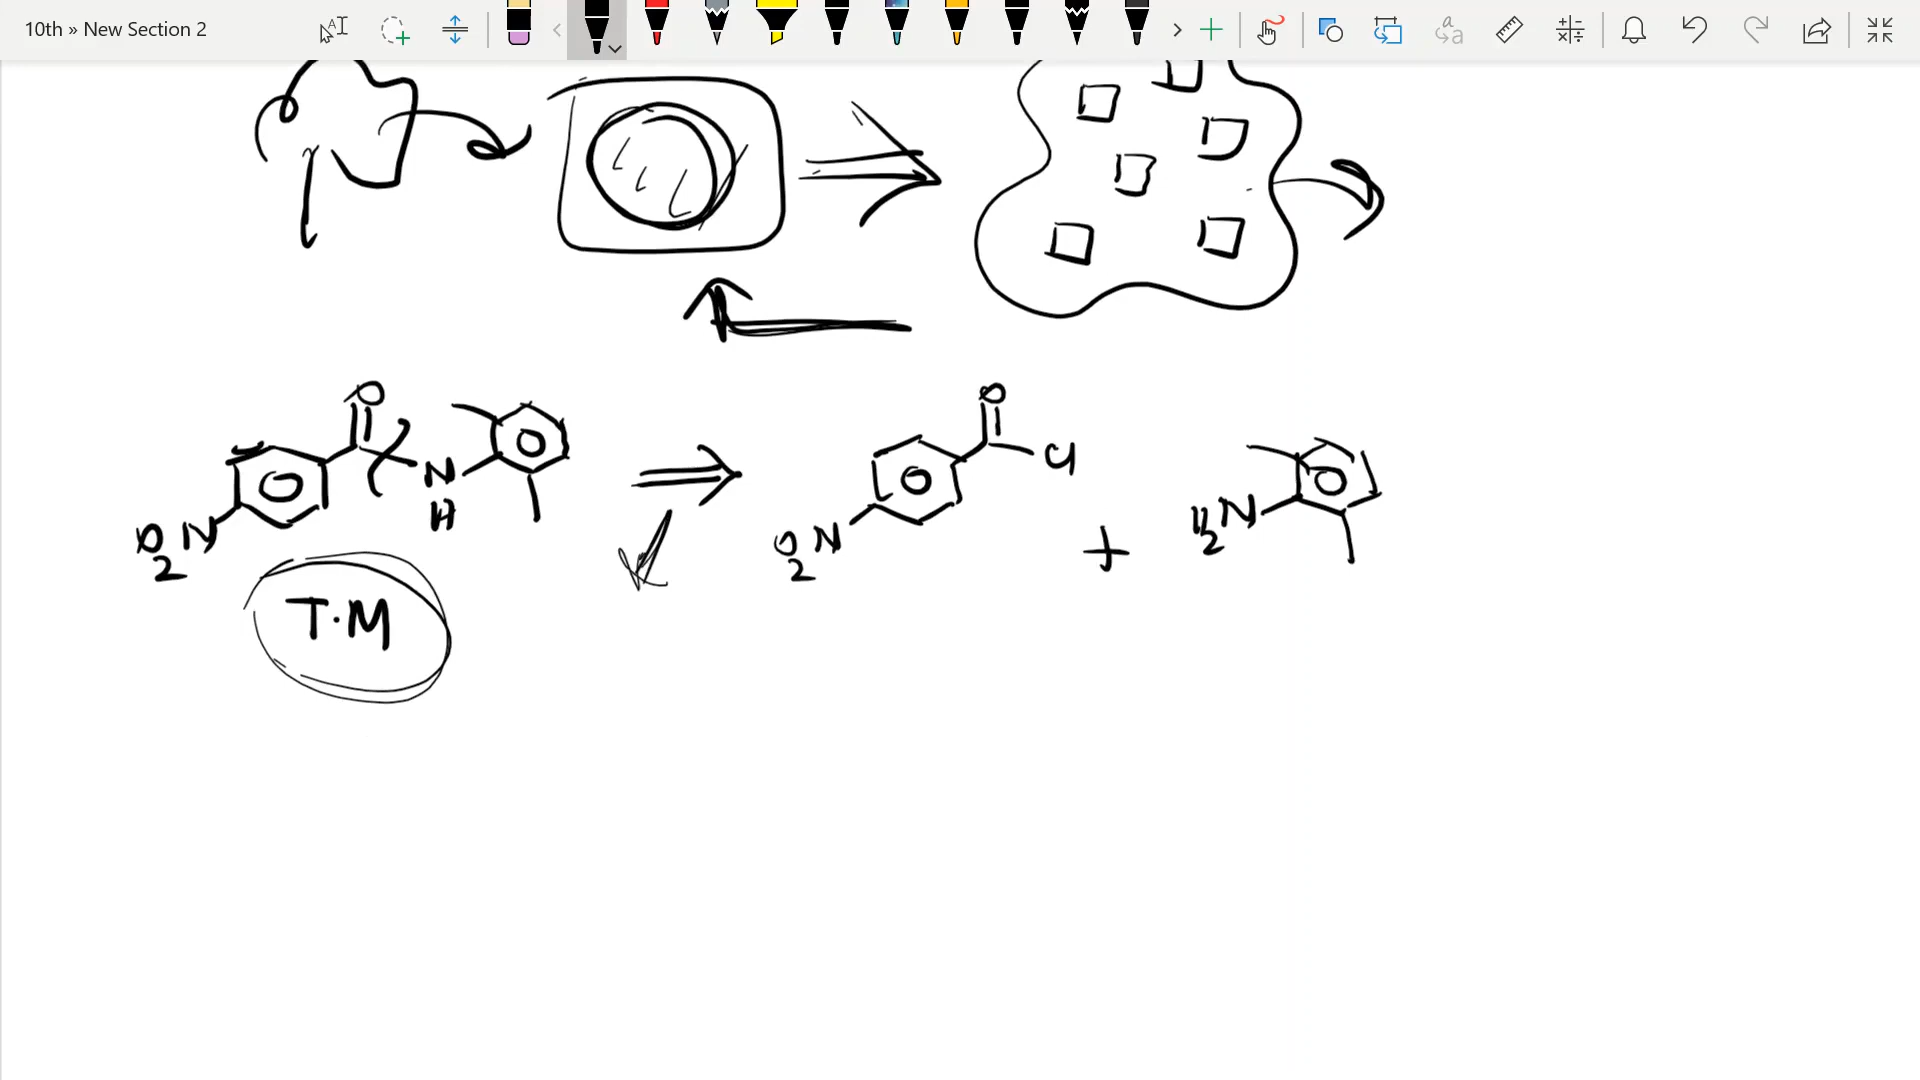 10th » New Section 2
O
O
N
H
O2N
Cl
O2N
+
H2N
T.M